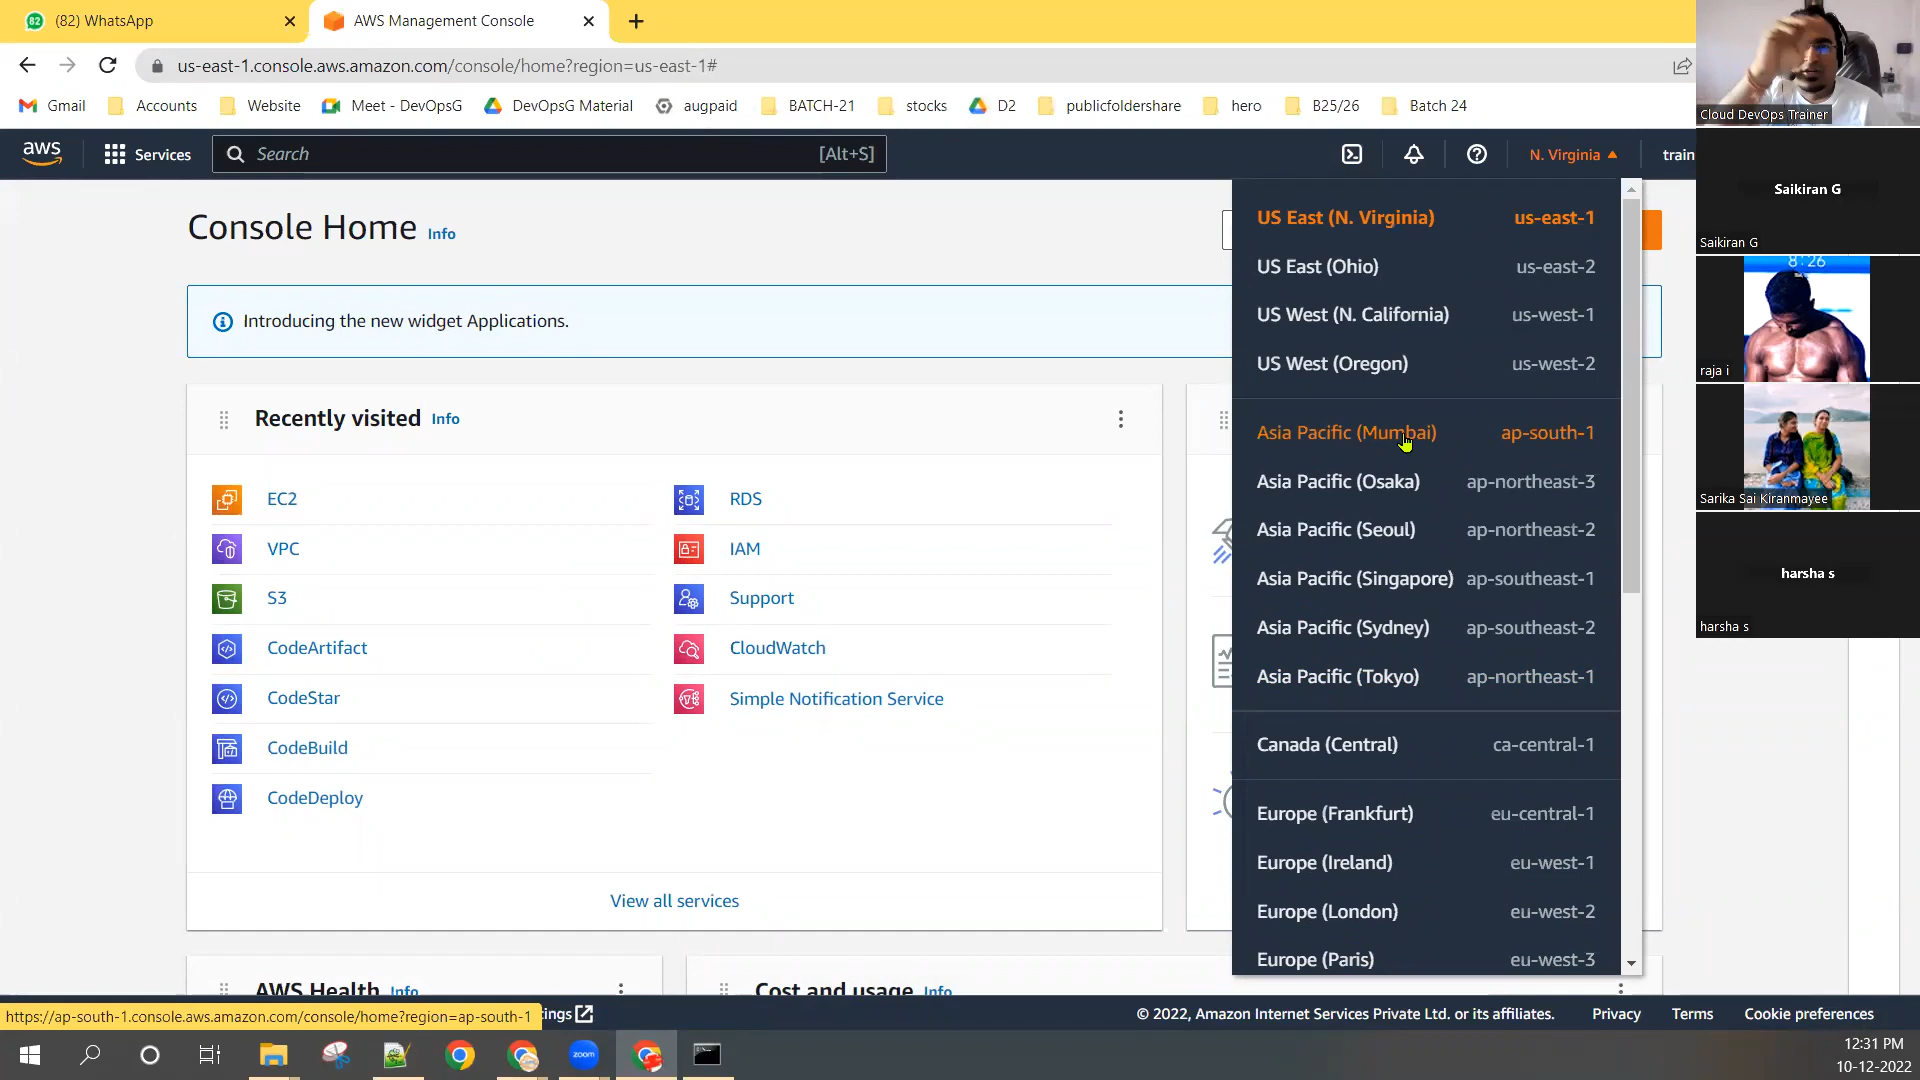 82
(82) WhatsApp
AWS Management Console
us-east-1.console.aws.amazon.com/console/home?region=us-east-1#
Gmail
Accounts
Website
Meet - DevOpsG
DevOpsG Material
augpaid
BATCH-21
stocks
D2
publicfoldershare
hero
B25/26
Batch 24
aws
Services
Search
[Alt+S]
N. Virginia
train
Console Home
Info
Introducing the new widget Applications.
Recently visited
Info
EC2
VPC
S3
CodeArtifact
CodeStar
CodeBuild
CodeDeploy
RDS
IAM
Support
CloudWatch
Simple Notification Service
View all services
AWS Health
Info
Cost and usage
Info
US East (N. Virginia) us-east-1
US East (Ohio) us-east-2
US West (N. California) us-west-1
US West (Oregon) us-west-2
Asia Pacific (Mumbai) ap-south-1
Asia Pacific (Osaka) ap-northeast-3
Asia Pacific (Seoul) ap-northeast-2
Asia Pacific (Singapore) ap-southeast-1
Asia Pacific (Sydney) ap-southeast-2
Asia Pacific (Tokyo) ap-northeast-1
Canada (Central) ca-central-1
Europe (Frankfurt) eu-central-1
Europe (Ireland) eu-west-1
Europe (London) eu-west-2
Europe (Paris) eu-west-3
Cloud DevOps Trainer
Saikiran G
Saikiran G
8:26
raja i
Sarika Sai Kiranmayee
harsha s
harsha s
https://ap-south-1.console.aws.amazon.com/console/home?region=ap-south-1
tings
© 2022, Amazon Internet Services Private Ltd. or its affiliates.
Privacy
Terms
Cookie preferences
zoom
12:31 PM
10-12-2022